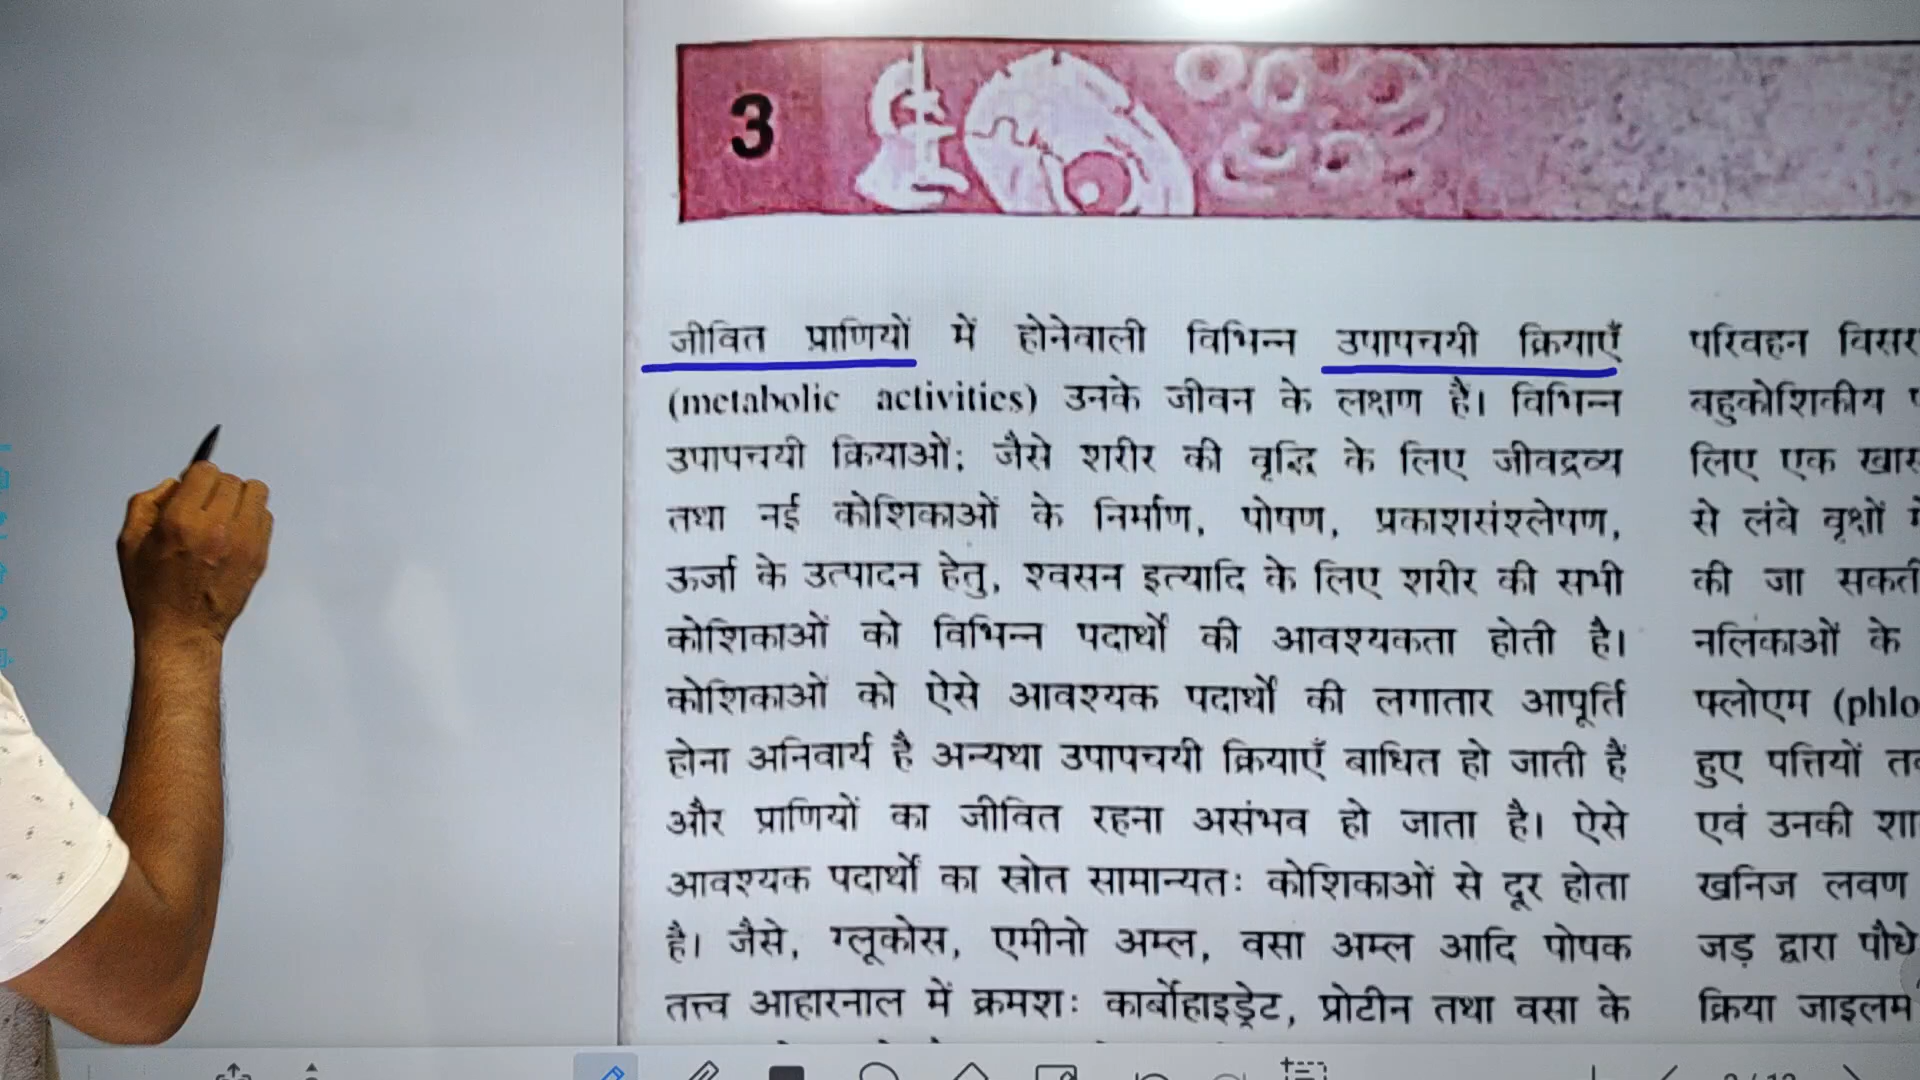 3
जीवित प्राणियों में होनेवाली विभिन्न उपापचयी क्रियाएँ
(metabolic activities) उनके जीवन के लक्षण है। विभिन्न
उपापचयी क्रियाओं; जैसे शरीर की वृद्धि के लिए जीवद्रव्य
तथा नई कोशिकाओं के निर्माण, पोषण, प्रकाशसंश्लेषण,
ऊर्जा के उत्पादन हेतु, श्वसन इत्यादि के लिए शरीर की सभी
कोशिकाओं को विभिन्न पदार्थों की आवश्यकता होती है।
कोशिकाओं को ऐसे आवश्यक पदार्थों की लगातार आपूर्ति
होना अनिवार्य है अन्यथा उपापचयी क्रियाएँ बाधित हो जाती हैं
और प्राणियों का जीवित रहना असंभव हो जाता है। ऐसे
आवश्यक पदार्थों का स्रोत सामान्यतः कोशिकाओं से दूर होता
है। जैसे, ग्लूकोस, एमीनो अम्ल, वसा अम्ल आदि पोषक
तत्त्व आहारनाल में क्रमशः कार्बोहाइड्रेट, प्रोटीन तथा वसा के
परिवहन
बहुकोशिकीय
लिए एक
से लंबे वृक्षों
की जा
नलिकाओं के
फ्लोएम
हुए पत्तियों
एवं उनकी
खनिज लवण
जड़ द्वारा
क्रिया जाइलम